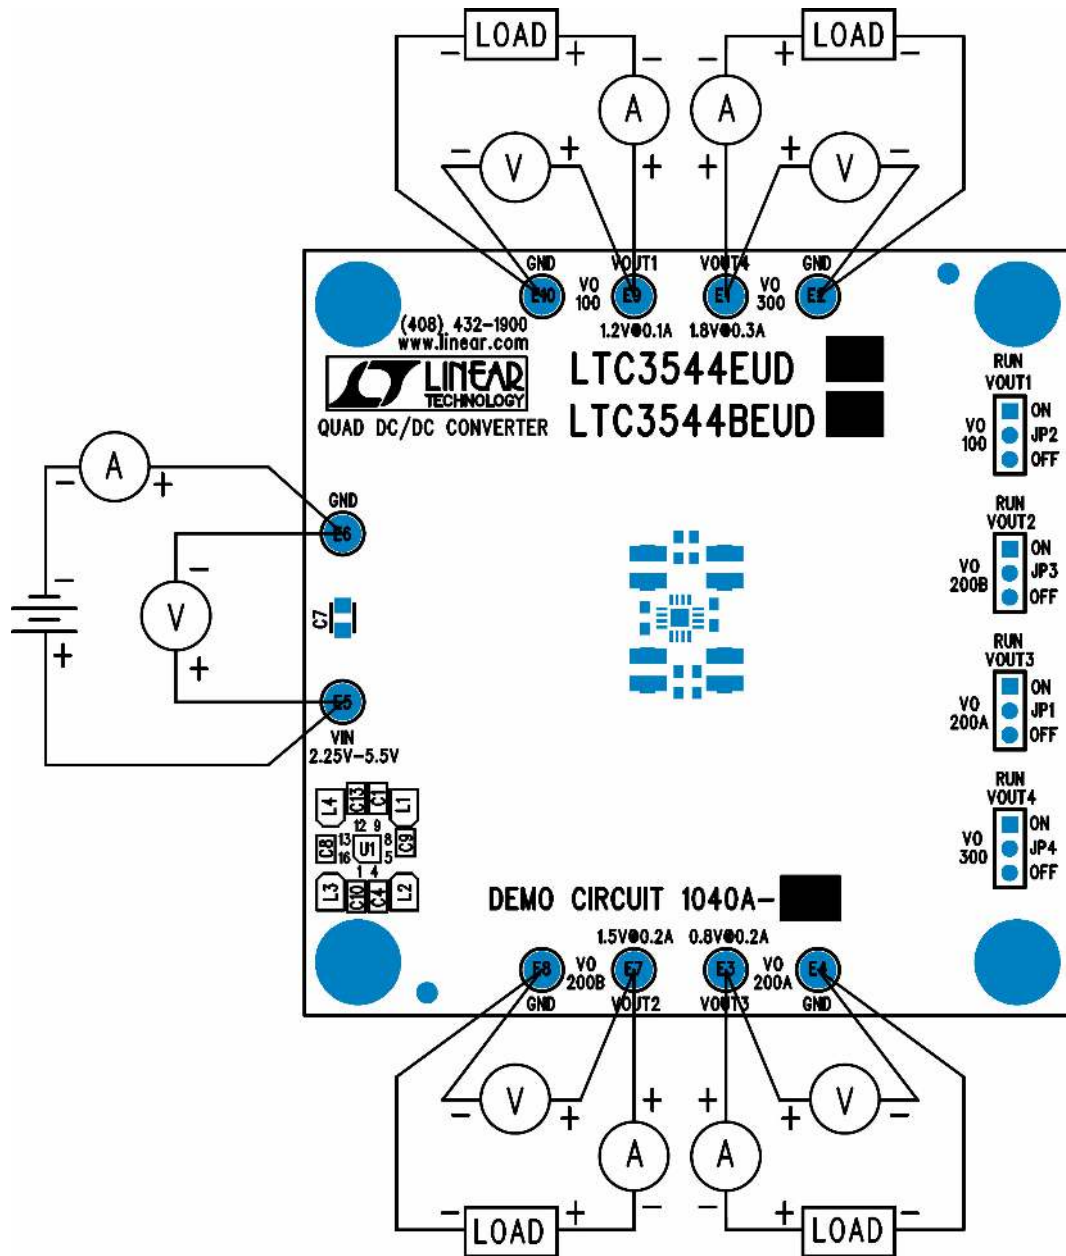 LOAD
LOAD
- + - - + -
A
A
- V + + V -
+ +
GND VOUT1 VOUT4 GND
E10 VO 100 E9 E1 VO 300 E2
1.2V@0.1A 1.8V@0.3A
(408) 432-1900
www.linear.com
LINEAR
TECHNOLOGY
QUAD DC/DC CONVERTER
LTC3544EUD
LTC3544BEUD
RUN
VOUT1
VO
100
ON
JP2
OFF
RUN
VOUT2
VO
200B
ON
JP3
OFF
RUN
VOUT3
VO
200A
ON
JP1
OFF
RUN
VOUT4
VO
300
ON
JP4
OFF
- A +
GND
E6
-
-
V
C7
+
+
E5
VIN
2.25V-5.5V
L4 C13 C1 L1
12 9
C8 13 U1 8 C9
16 5
1 4
L3 C10 C4 L2
DEMO CIRCUIT 1040A-
1.5V@0.2A 0.8V@0.2A
E8 VO 200B E7 E3 VO 200A E4
GND VOUT2 VOUT3 GND
- V + + + + V -
A
A
- + - - + -
LOAD
LOAD